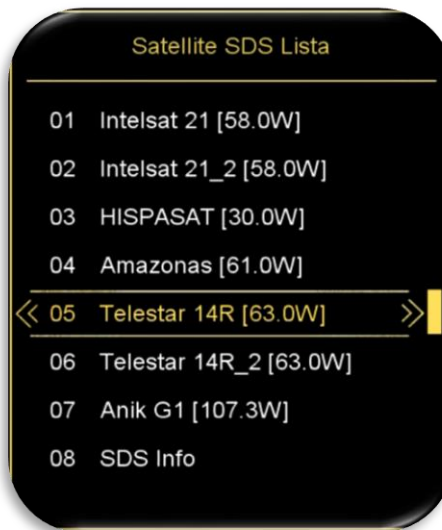 Satellite SDS Lista
01 Intelsat 21 [58.0W]
02 Intelsat 21_2 [58.0W]
03 HISPASAT [30.0W]
04 Amazonas [61.0W]
05 Telestar 14R [63.0W]
06 Telestar 14R_2 [63.0W]
07 Anik G1 [107.3W]
08 SDS Info